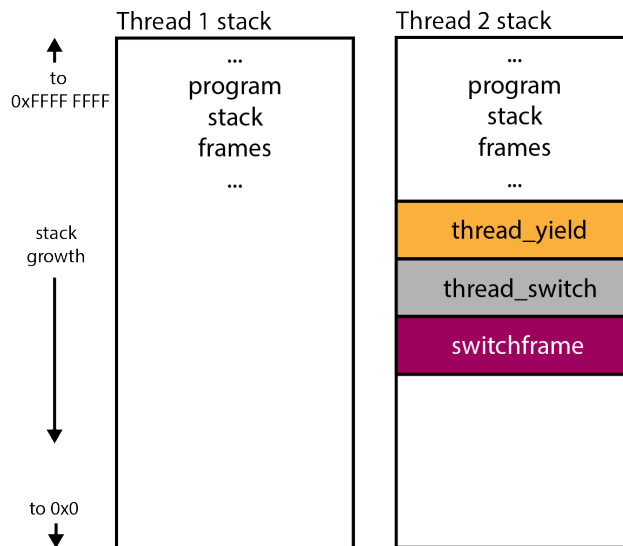 Thread 1 stack
Thread 2 stack
to
0xFFFF FFFF
stack
growth
to 0x0
...
program
stack
frames
...
...
program
stack
frames
...
thread_yield
thread_switch
switchframe